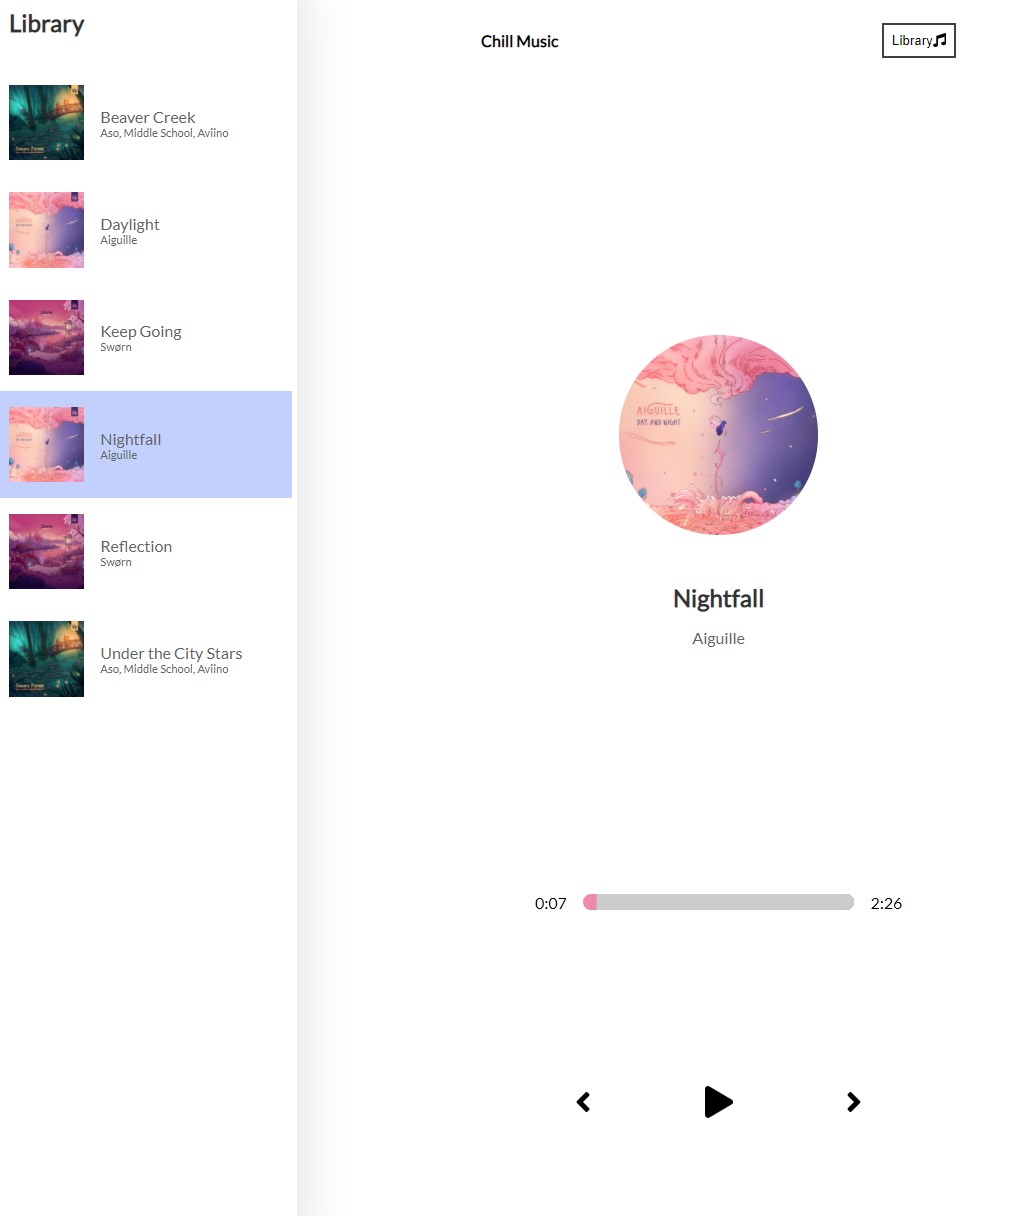 Library
Beaver Creek
Aso, Middle School, Aviino
Daylight
Aiguille
Keep Going
Swørn
Nightfall
Aiguille
Reflection
Swørn
Under the City Stars
Aso, Middle School, Aviino
Chill Music
Library
AIGUILLE
DAY AND NIGHT
Nightfall
Aiguille
0:07
2:26